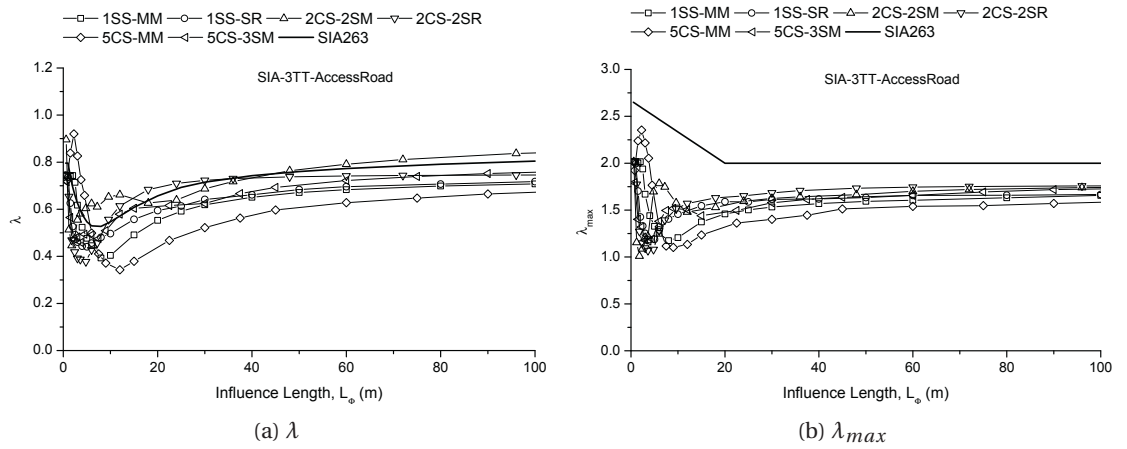 1SS-MM 1SS-SR 2CS-2SM 2CS-2SR
5CS-MM 5CS-3SM SIA263
SIA-3TT-AccessRoad
1.2
1.0
0.8
0.6
0.4
0.2
0.0
λ
0 20 40 60 80 100
Influence Length, LΦ (m)
(a) λ
1SS-MM 1SS-SR 2CS-2SM 2CS-2SR
5CS-MM 5CS-3SM SIA263
SIA-3TT-AccessRoad
3.0
2.5
2.0
1.5
1.0
0.5
0.0
λmax
0 20 40 60 80 100
Influence Length, LΦ (m)
(b) λmax